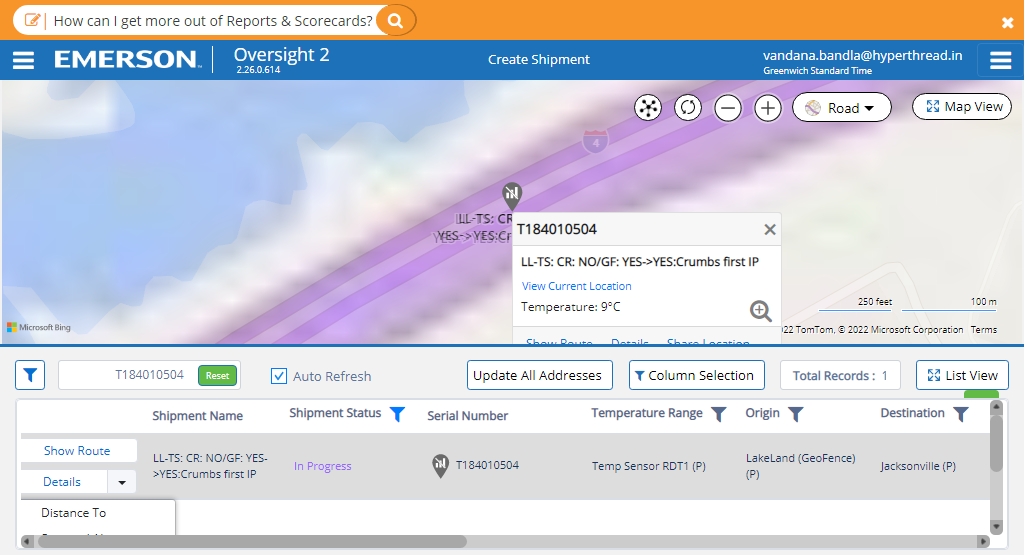 How can I get more out of Reports & Scorecards?
EMERSON
Oversight 2
2.26.0.614
Create Shipment
vandana.bandla@hyperthread.in
Greenwich Standard Time
Road
Map View
4
LL-TS: CR
YES->YES:Cr
T184010504
LL-TS: CR: NO/GF: YES->YES:Crumbs first IP
View Current Location
Temperature: 9°C
Show Route Details Share Location
250 feet 100 m
Microsoft Bing
22 TomTom, © 2022 Microsoft Corporation Terms
T184010504 Reset
Auto Refresh
Update All Addresses
Column Selection
Total Records : 1
List View
Shipment Name Shipment Status Serial Number Temperature Range Origin Destination
Show Route
Details
LL-TS: CR: NO/GF: YES-
>YES:Crumbs first IP
In Progress
T184010504
Temp Sensor RDT1 (P)
LakeLand (GeoFence)
(P)
Jacksonville (P)
Distance To